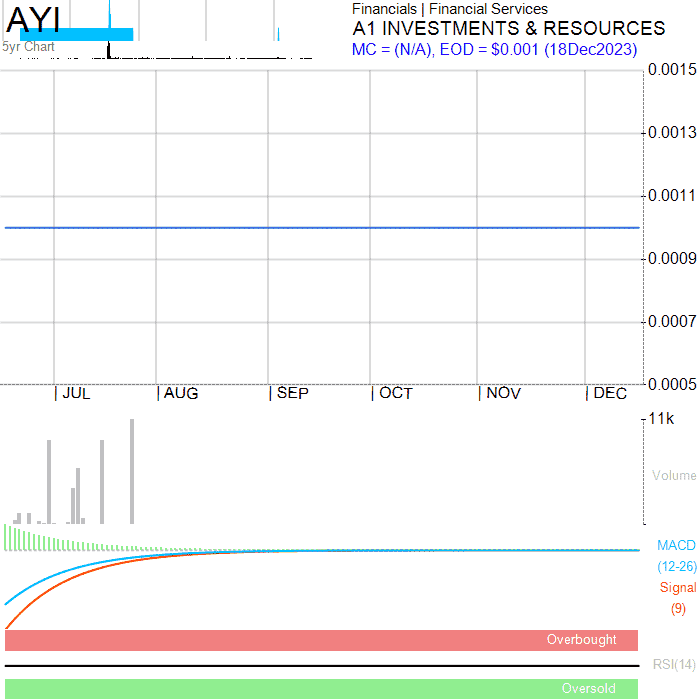 AYI
5yr Chart
Financials | Financial Services
A1 INVESTMENTS & RESOURCES
MC = (N/A), EOD = $0.001 (18Dec2023)
0.0015
0.0013
0.0011
0.0009
0.0007
0.0005
| JUL | AUG | SEP | OCT | NOV | DEC
11k
Volume
MACD
(12-26)
Signal
(9)
Overbought
RSI(14)
Oversold